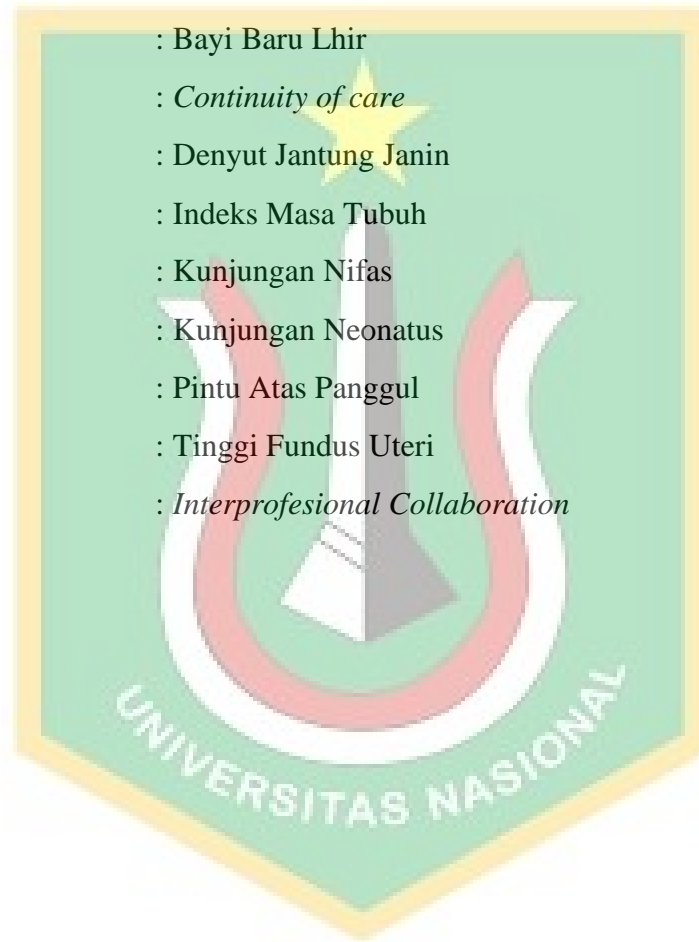 : Bayi Baru Lhir
: Continuity of care
: Denyut Jantung Janin
: Indeks Masa Tubuh
: Kunjungan Nifas
: Kunjungan Neonatus
: Pintu Atas Panggul
: Tinggi Fundus Uteri
: Interprofesional Collaboration
UNIVERSITAS NASIONAL